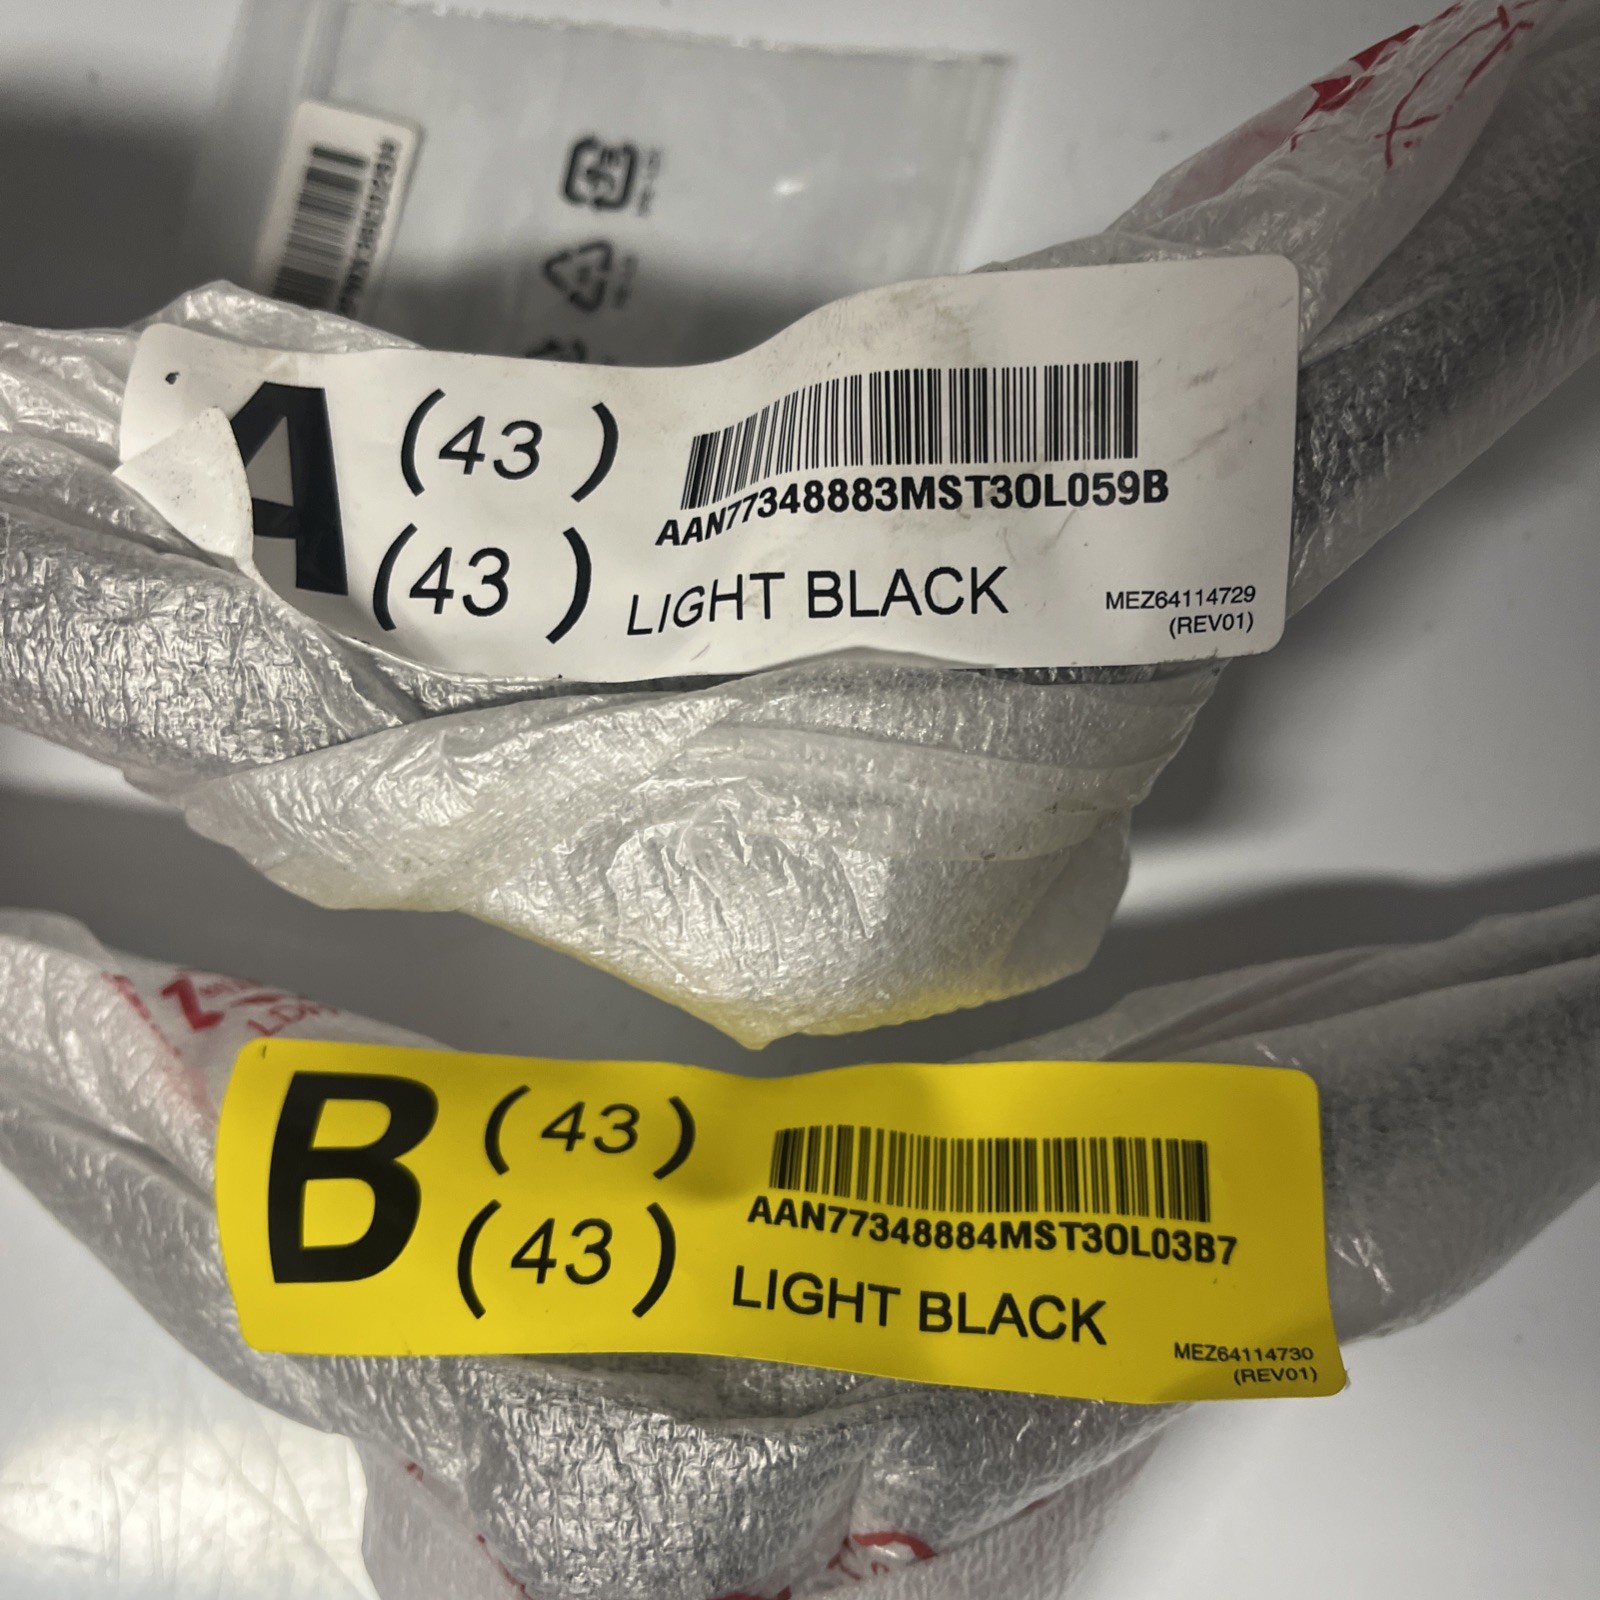 A
(43 )
(43 )
AAN77348883MST3OL059B
LIGHT BLACK
MEZ64114729
(REV01)
B
(43 )
(43 )
AAN77348884MST3OL03B7
LIGHT BLACK
MEZ64114730
(REV01)